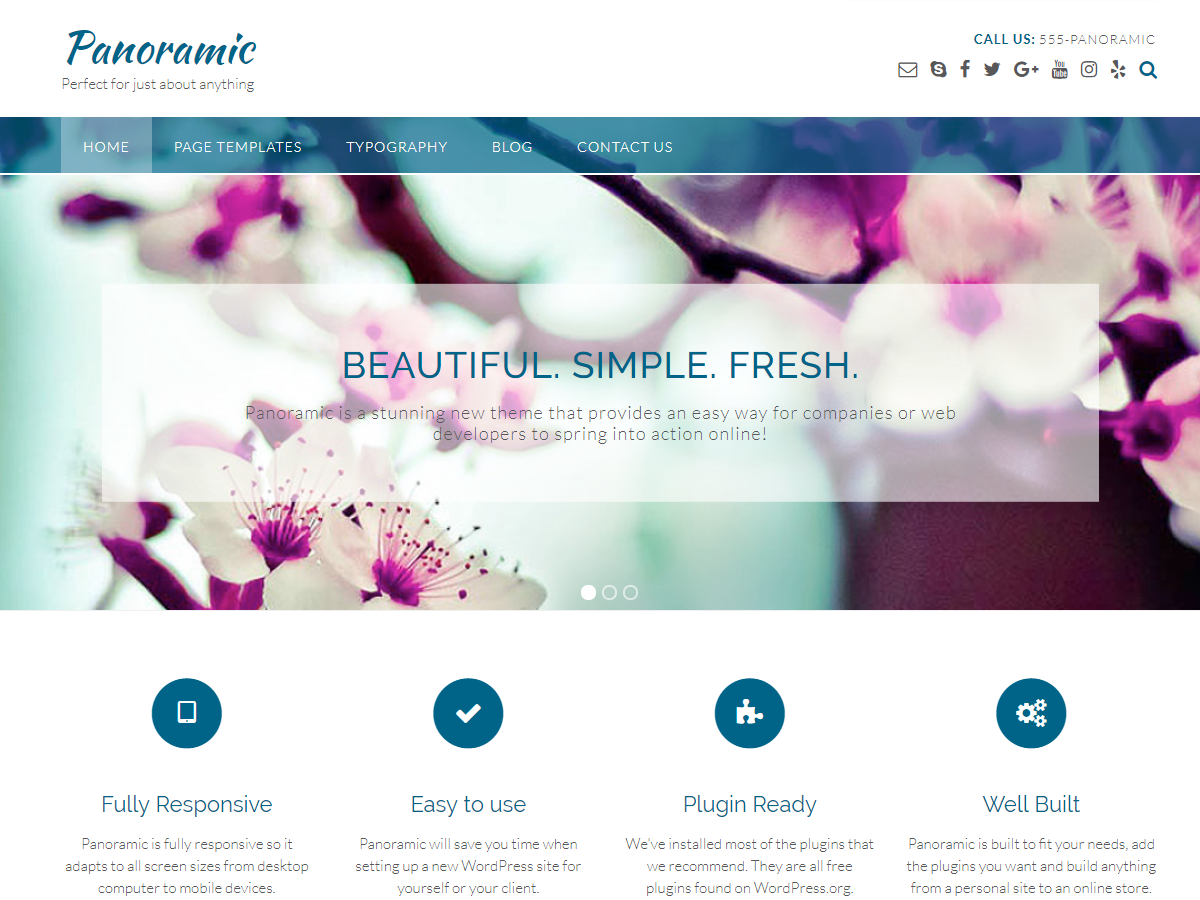 Panoramic
Perfect for just about anything
CALL US: 555-PANORAMIC
You
Tube
HOME PAGE TEMPLATES TYPOGRAPHY BLOG CONTACT US
BEAUTIFUL. SIMPLE. FRESH.
Panoramic is a stunning new theme that provides an easy way for companies or web
developers to spring into action online!
Fully Responsive
Panoramic is fully responsive so it
adapts to all screen sizes from desktop
computer to mobile devices.
Easy to use
Panoramic will save you time when
setting up a new WordPress site for
yourself or your client.
Plugin Ready
We've installed most of the plugins that
we recommend. They are all free
plugins found on WordPress.org.
Well Built
Panoramic is built to fit your needs, add
the plugins you want and build anything
from a personal site to an online store.